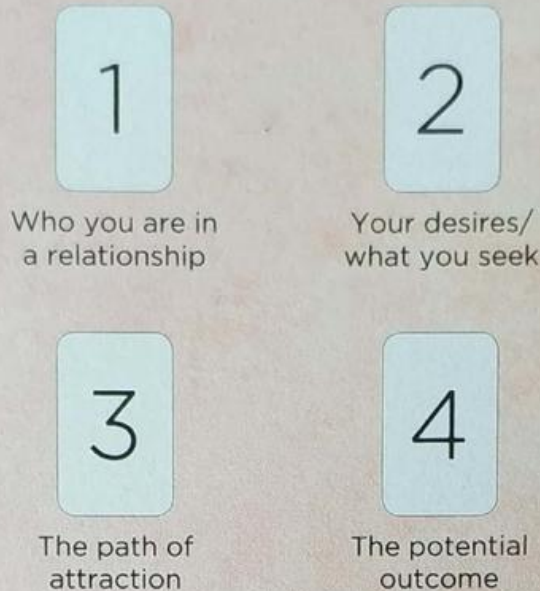 1
Who you are in
a relationship
2
Your desires/
what you seek
3
The path of
attraction
4
The potential
outcome